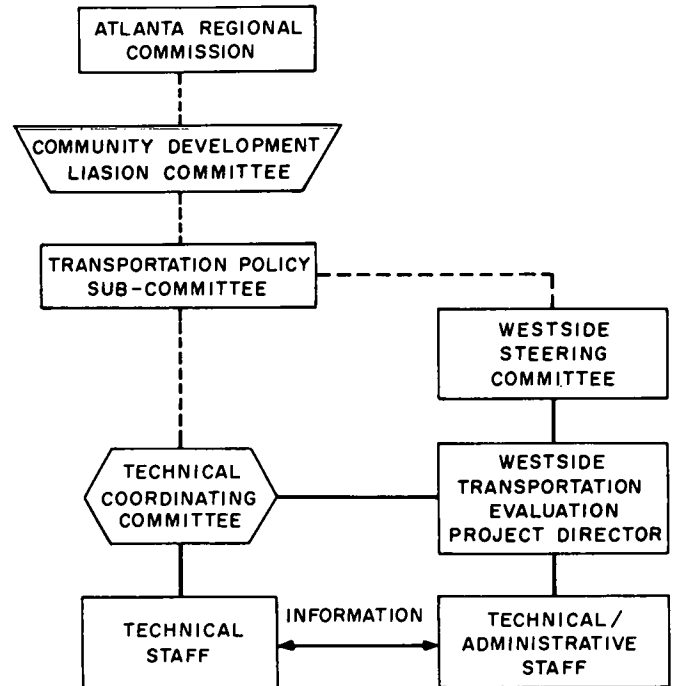 ATLANTA REGIONAL
COMMISSION
COMMUNITY DEVELOPMENT
LIASION COMMITTEE
TRANSPORTATION POLICY
SUB-COMMITTEE
WESTSIDE
STEERING
COMMITTEE
TECHNICAL
COORDINATING
COMMITTEE
WESTSIDE
TRANSPORTATION
EVALUATION
PROJECT DIRECTOR
TECHNICAL
STAFF
INFORMATION
TECHNICAL/
ADMINISTRATIVE
STAFF